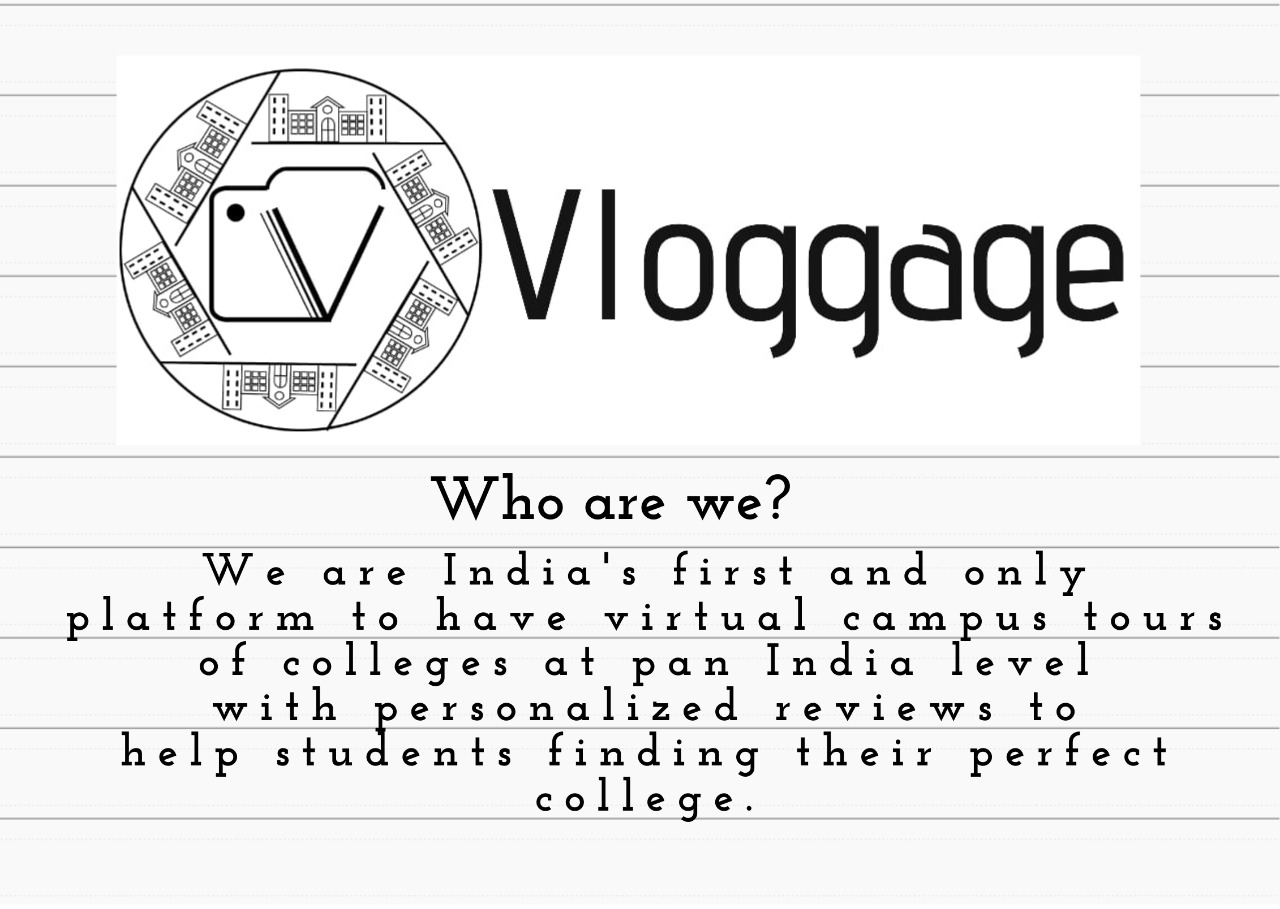 Vloggage
Who are we?
We are India's first and only
platform to have virtual campus tours
of colleges at pan India level
with personalized reviews to
help students finding their perfect
college.